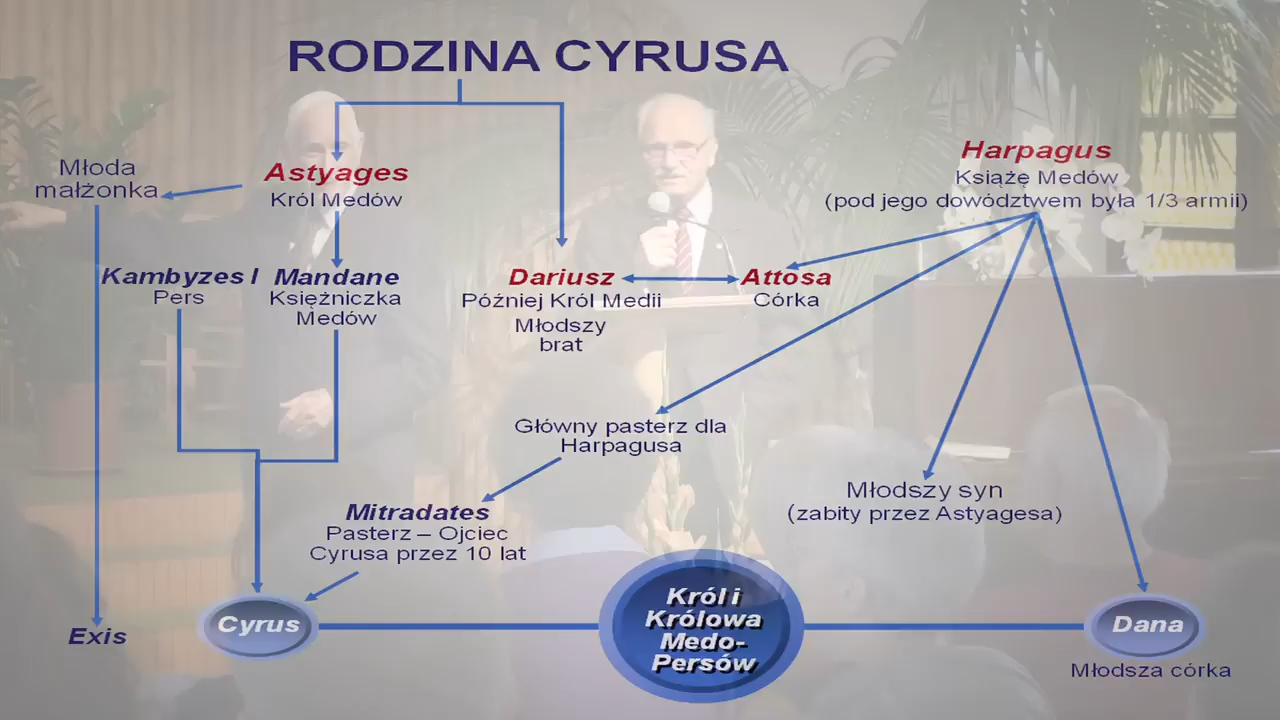 RODZINA CYRUSA
Młoda
małżonka
Astyages
Król Medów
Harpagus
Książę Medów
(pod jego dowództwem była 1/3 armii)
Kambyzes I
Pers
Mandane
Księżniczka
Medów
Dariusz
Później Król Medii
Młodszy
brat
Attosa
Córka
Główny pasterz dla
Harpagusa
Mitradates
Pasterz – Ojciec
Cyrusa przez 10 lat
Młodszy syn
(zabity przez Astyagesa)
Exis
Cyrus
Król i
Królowa
Medo-
Persów
Dana
Młodsza córka